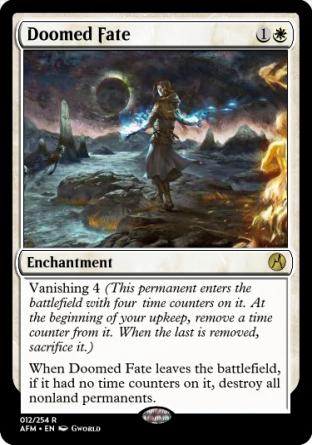 Doomed Fate 1
Enchantment
Vanishing 4 (This permanent enters the
battlefield with four time counters on it. At
the beginning of your upkeep, remove a time
counter from it. When the last is removed,
sacrifice it.)
When Doomed Fate leaves the battlefield,
if it had no time counters on it, destroy all
nonland permanents.
012/254 R
AFM • EN GWORLD